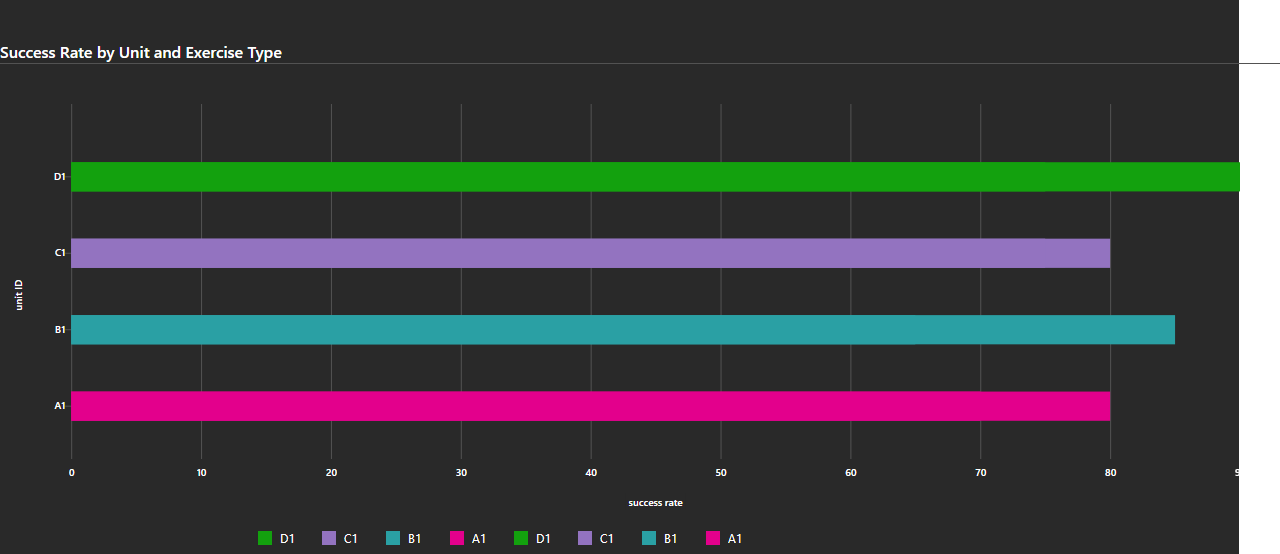 Success Rate by Unit and Exercise Type
D1
C1
B1
A1
unit ID
0 10 20 30 40 50 60 70 80 9
success rate
D1 C1 B1 A1 D1 C1 B1 A1